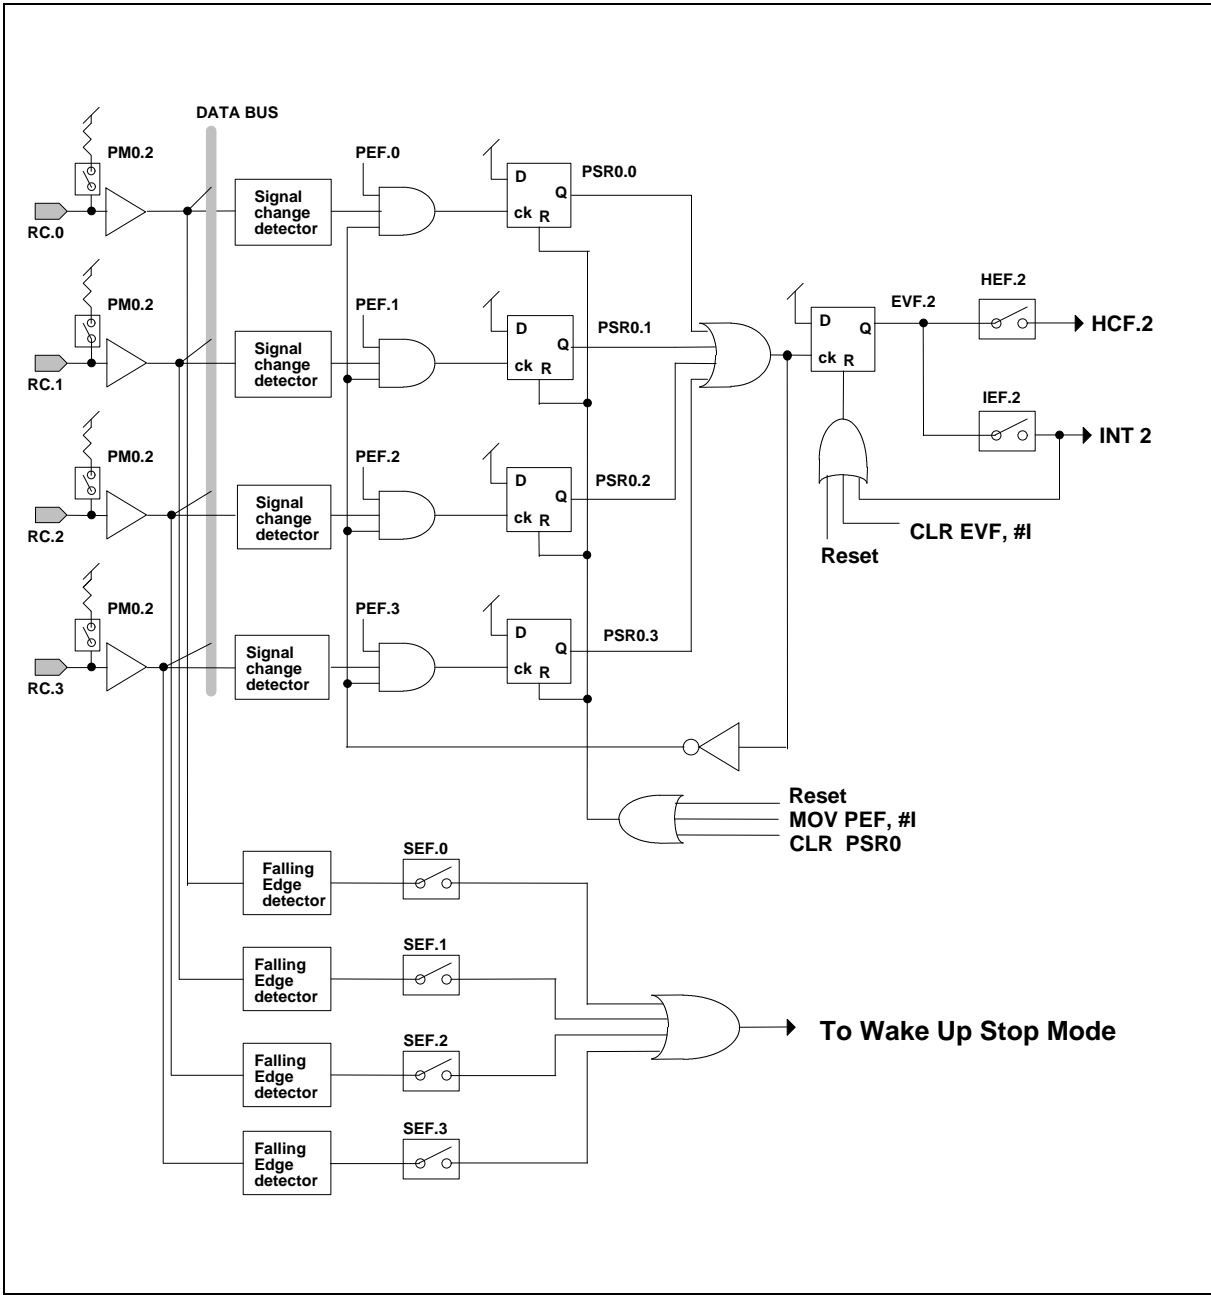 DATA BUS
PM0.2
RC.0
Signal
change
detector
PEF.0
D
Q
ck
R
PSR0.0
PM0.2
RC.1
Signal
change
detector
PEF.1
D
Q
ck
R
PSR0.1
PM0.2
RC.2
Signal
change
detector
PEF.2
D
Q
ck
R
PSR0.2
PM0.2
RC.3
Signal
change
detector
PEF.3
D
Q
ck
R
PSR0.3
D
Q
ck
R
EVF.2
HEF.2
HCF.2
IEF.2
INT 2
CLR EVF, #I
Reset
Reset
MOV PEF, #I
CLR PSR0
Falling
Edge
detector
SEF.0
Falling
Edge
detector
SEF.1
Falling
Edge
detector
SEF.2
Falling
Edge
detector
SEF.3
To Wake Up Stop Mode